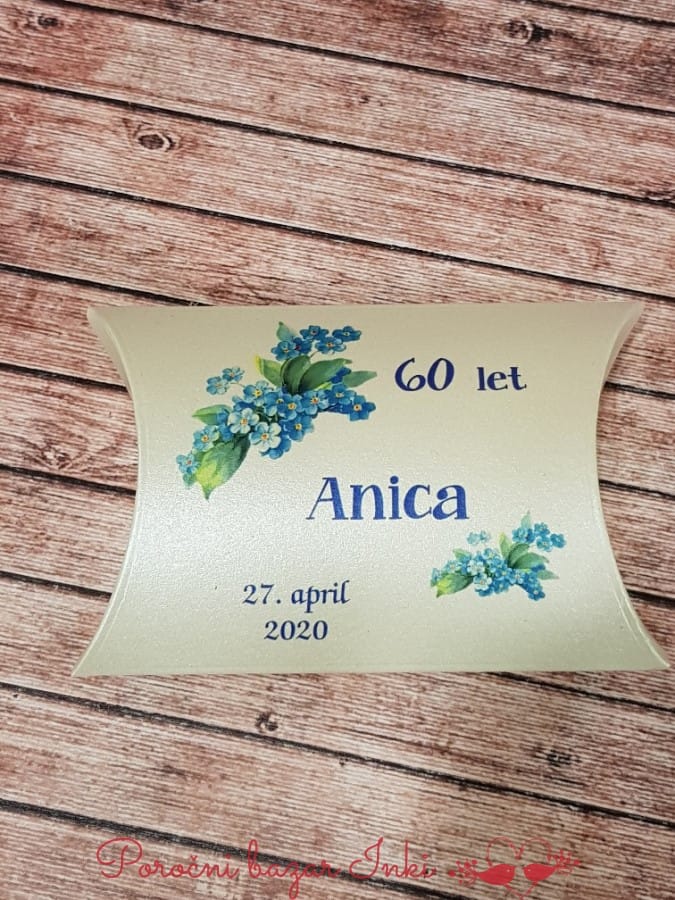 60 let
Anica
27. april
2020
Poročni bazar Inki